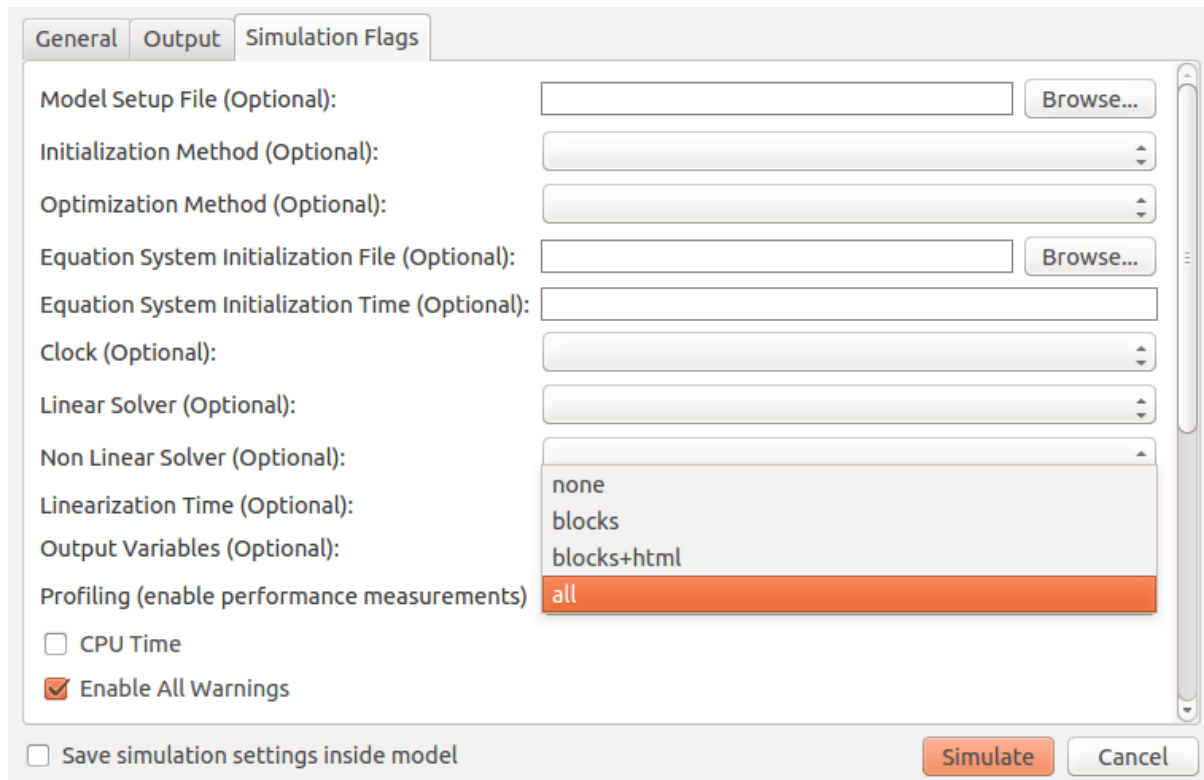 General Output Simulation Flags
Model Setup File (Optional): Browse...
Initialization Method (Optional):
Optimization Method (Optional):
Equation System Initialization File (Optional): Browse...
Equation System Initialization Time (Optional):
Clock (Optional):
Linear Solver (Optional):
Non Linear Solver (Optional):
none
Linearization Time (Optional):
blocks
Output Variables (Optional):
blocks+html
Profiling (enable performance measurements) all
CPU Time
Enable All Warnings
Save simulation settings inside model Simulate Cancel